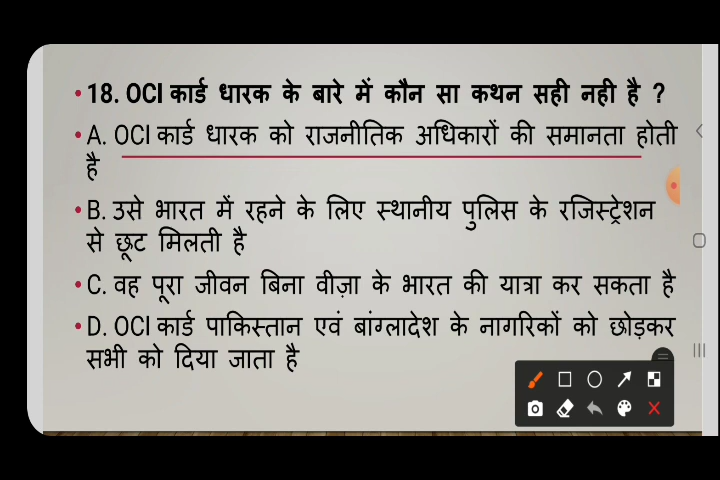 • 18. OCI कार्ड धारक के बारे में कौन सा कथन सही नही है ?
• A. OCI कार्ड धारक को राजनीतिक अधिकारों की समानता होती
है
• B. उसे भारत में रहने के लिए स्थानीय पुलिस के रजिस्ट्रेशन
से छूट मिलती है
• C. वह पूरा जीवन बिना वीज़ा के भारत की यात्रा कर सकता है
• D. OCI कार्ड पाकिस्तान एवं बांग्लादेश के नागरिकों को छोड़कर
सभी को दिया जाता है